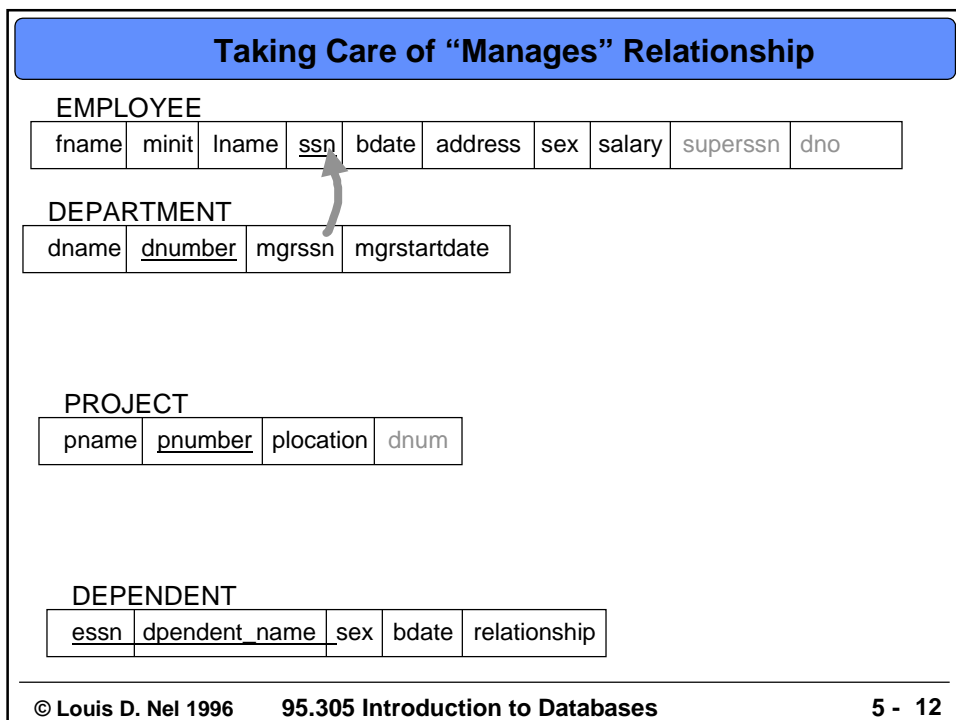 Taking Care of “Manages” Relationship
EMPLOYEE
fname minit lname ssn bdate address sex salary superssn dno
DEPARTMENT
dname dnumber mgrssn mgrstartdate
PROJECT
pname pnumber plocation dnum
DEPENDENT
essn dpendent_name sex bdate relationship
© Louis D. Nel 1996 95.305 Introduction to Databases 5 - 12